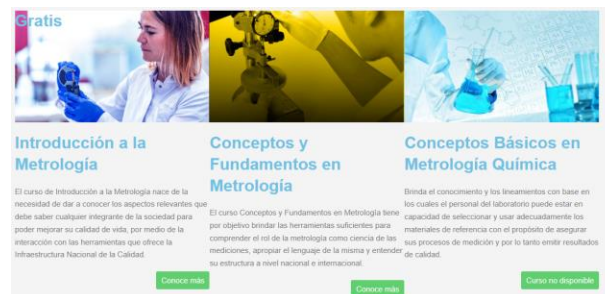 Gratis
Introducción a la
Metrología
El curso de Introducción a la Metrología nace de la
necesidad de dar a conocer los aspectos relevantes que
debe saber cualquier integrante de la sociedad para
poder mejorar su calidad de vida, por medio de la
interacción con las herramientas que ofrece la
Infraestructura Nacional de la Calidad.
Conoce más
Conceptos y
Fundamentos en
Metrología
El curso Conceptos y Fundamentos en Metrología tiene
por objetivo brindar las herramientas suficientes para
comprender el rol de la metrología como ciencia de las
mediciones, apropiar el lenguaje de la misma y entender
su estructura a nivel nacional e internacional.
Conoce más
Conceptos Básicos en
Metrología Química
Brinda el conocimiento y los lineamientos con base en
los cuales el personal del laboratorio puede estar en
capacidad de seleccionar y usar adecuadamente los
materiales de referencia con el propósito de asegurar
sus procesos de medición y por lo tanto emitir resultados
de calidad.
Curso no disponible